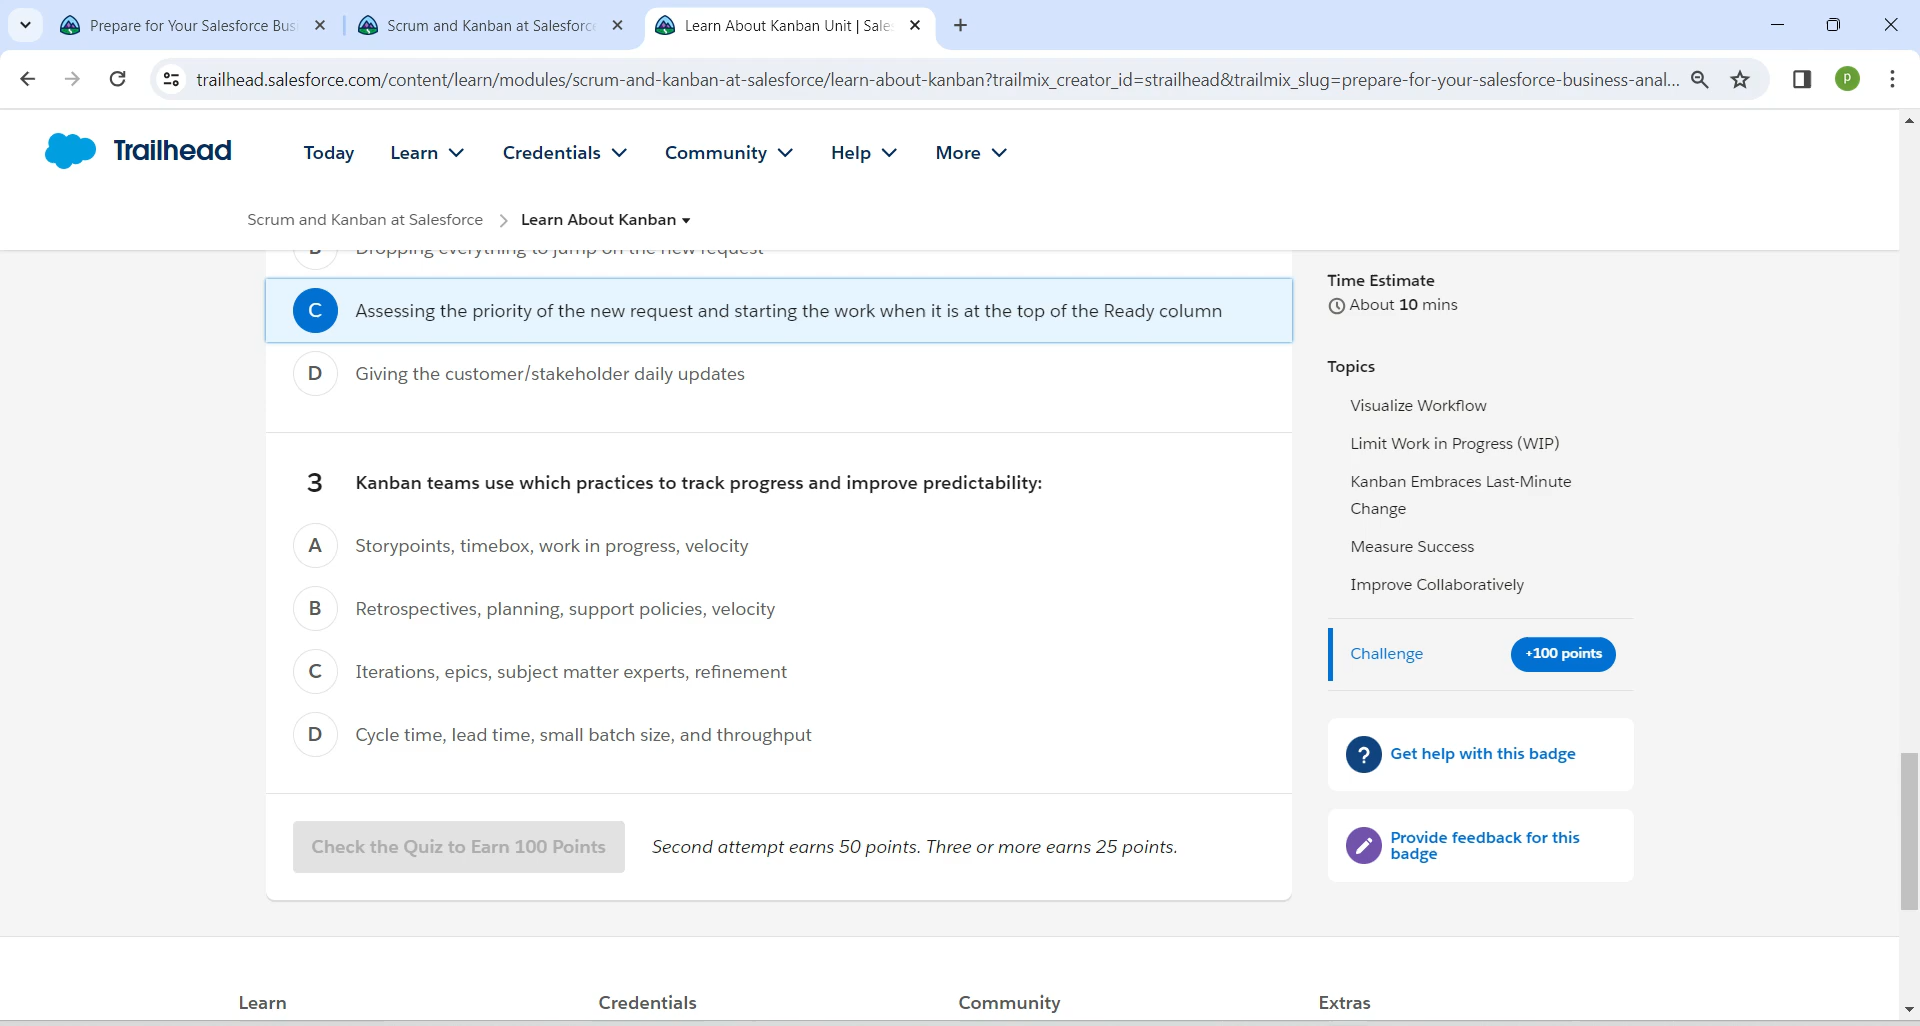 Prepare for Your Salesforce Bus
Scrum and Kanban at Salesforc
Learn About Kanban Unit | Sale
trailhead.salesforce.com/content/learn/modules/scrum-and-kanban-at-salesforce/learn-about-kanban?trailmix_creator_id=strailhead&trailmix_slug=prepare-for-your-salesforce-business-anal...
P
Trailhead
Today Learn Credentials Community Help More
Scrum and Kanban at Salesforce > Learn About Kanban
B Dropping everything to jump on the new request
C Assessing the priority of the new request and starting the work when it is at the top of the Ready column
D Giving the customer/stakeholder daily updates
3 Kanban teams use which practices to track progress and improve predictability:
A Storypoints, timebox, work in progress, velocity
B Retrospectives, planning, support policies, velocity
C Iterations, epics, subject matter experts, refinement
D Cycle time, lead time, small batch size, and throughput
Check the Quiz to Earn 100 Points
Second attempt earns 50 points. Three or more earns 25 points.
Time Estimate
About 10 mins
Topics
Visualize Workflow
Limit Work in Progress (WIP)
Kanban Embraces Last-Minute
Change
Measure Success
Improve Collaboratively
Challenge
+100 points
? Get help with this badge
Provide feedback for this
badge
Learn
Credentials
Community
Extras